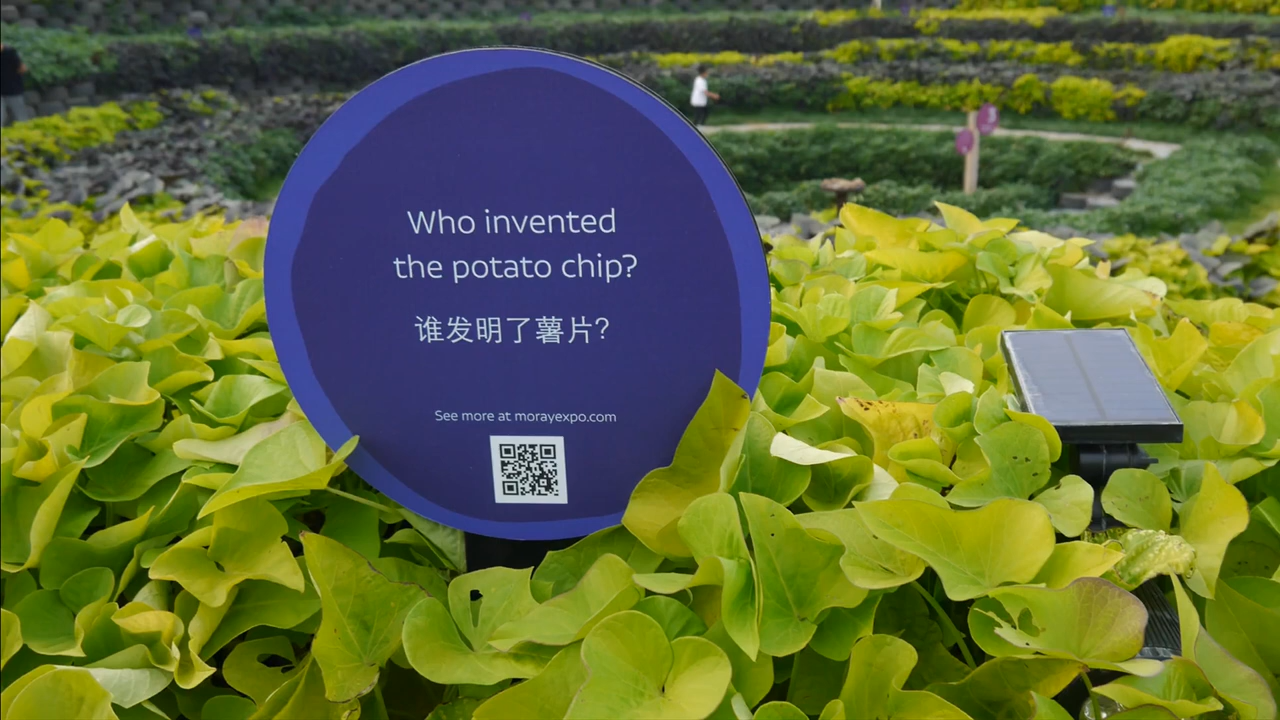 Who invented
the potato chip?
谁发明了薯片?
See more at morayexpo.com